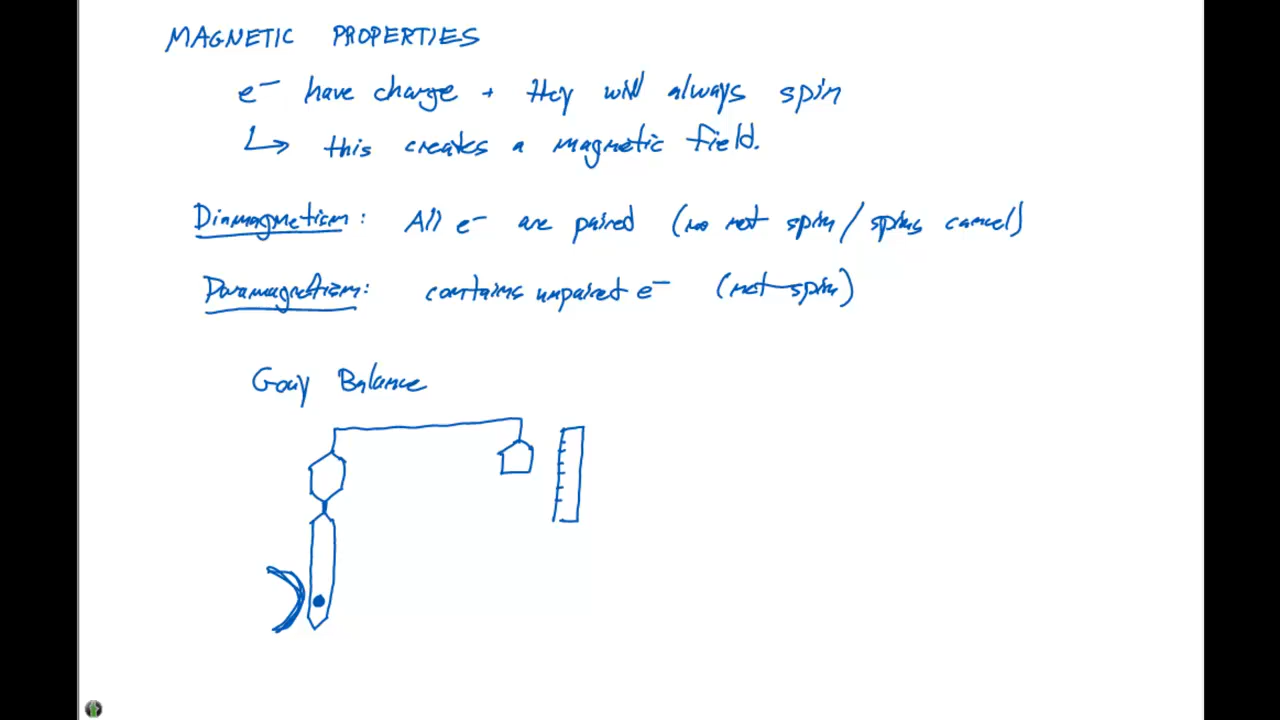 MAGNETIC PROPERTIES
e⁻ have charge + they will always spin
↳ this creates a magnetic field.
Diamagnetism: All e⁻ are paired (no net spin/spins cancel)
Paramagnetism: contains unpaired e⁻ (net spin)
Gouy Balance